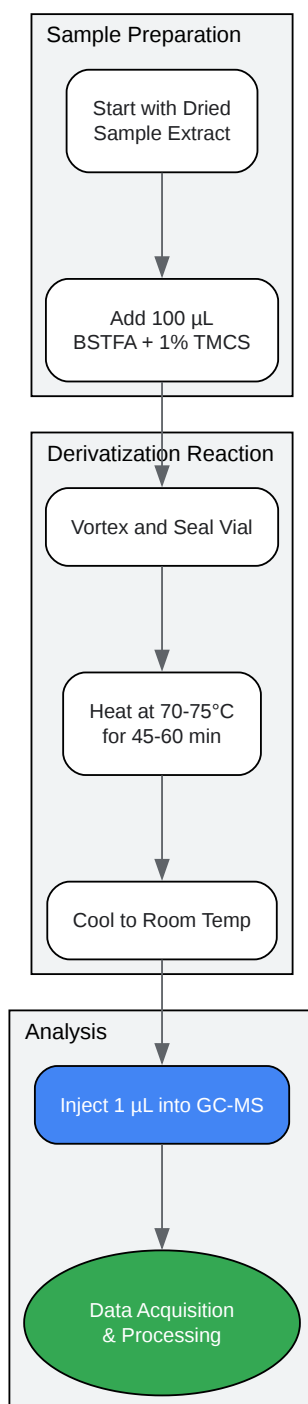 Sample Preparation
Start with Dried
Sample Extract
Add 100 µL
BSTFA + 1% TMCS
Derivatization Reaction
Vortex and Seal Vial
Heat at 70-75°C
for 45-60 min
Cool to Room Temp
Analysis
Inject 1 µL into GC-MS
Data Acquisition
& Processing